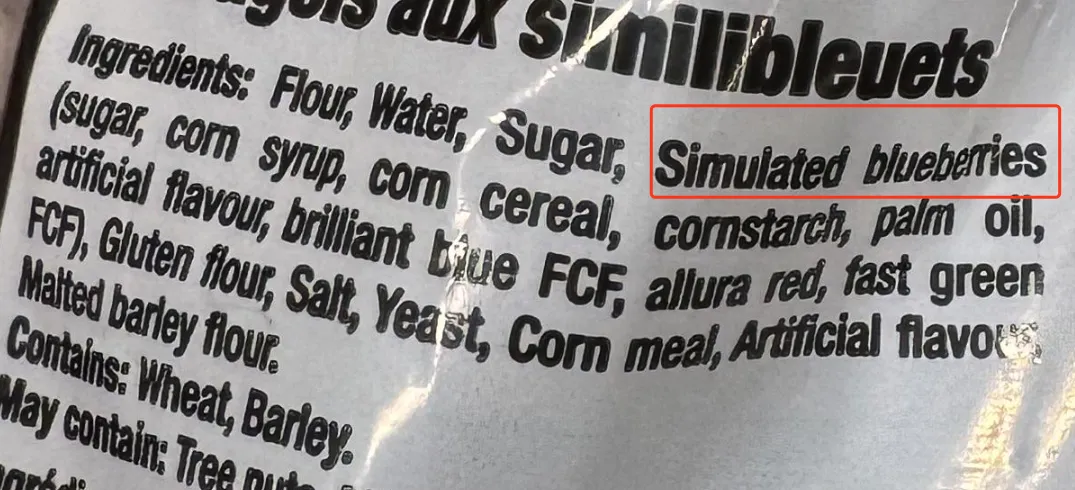 aux similibleuets
Ingredients: Flour, Water, Sugar, Simulated blueberries
(sugar, corn syrup, corn cereal, cornstarch, palm oil,
artificial flavour, brilliant blue FCF, allura red, fast green
FCF), Gluten flour, Salt, Yeast, Corn meal, Artificial flavour,
Malted barley flour.
Contains: Wheat, Barley.
May contain: Tree nuts